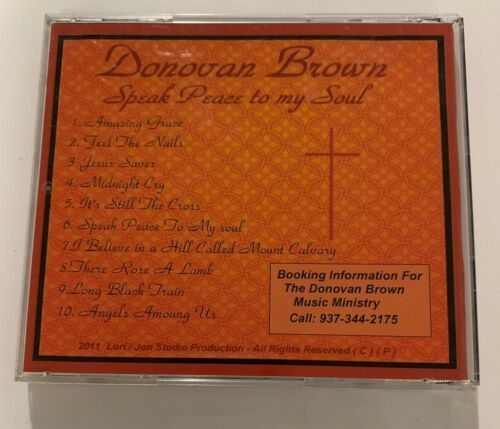 Donovan Brown
Speak Peace to my Soul
1. Amazing Grace
2. Feel The Nails
3. Jesus Saves
4. Midnight Cry
5. It's Still The Cross
6. Speak Peace To My soul
7. I Believe in a Hill Called Mount Calvary
8. There Rose A Lamb
9. Long Black Train
10. Angels Amoung Us
Booking Information For
The Donovan Brown
Music Ministry
Call: 937-344-2175
2011 Lori / Jon Studio Production - All Rights Reserved ( C ) ( P )